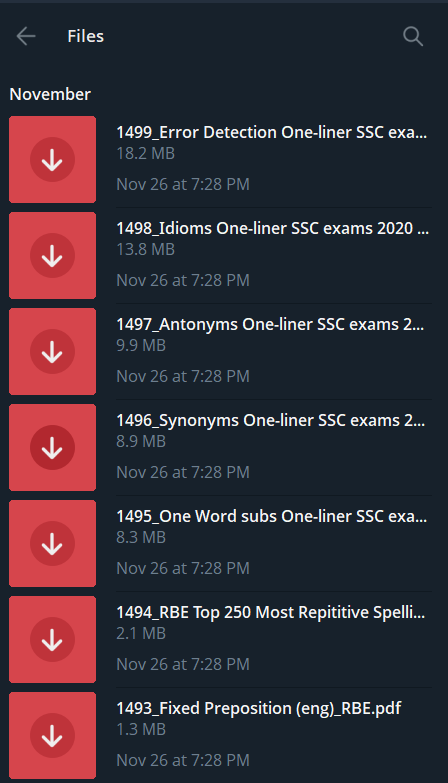 Files
November
1499_Error Detection One-liner SSC exa...
18.2 MB
Nov 26 at 7:28 PM
1498_Idioms One-liner SSC exams 2020 ...
13.8 MB
Nov 26 at 7:28 PM
1497_Antonyms One-liner SSC exams 2...
9.9 MB
Nov 26 at 7:28 PM
1496_Synonyms One-liner SSC exams 2...
8.9 MB
Nov 26 at 7:28 PM
1495_One Word subs One-liner SSC exa...
8.3 MB
Nov 26 at 7:28 PM
1494_RBE Top 250 Most Repititive Spelli...
2.1 MB
Nov 26 at 7:28 PM
1493_Fixed Preposition (eng)_RBE.pdf
1.3 MB
Nov 26 at 7:28 PM